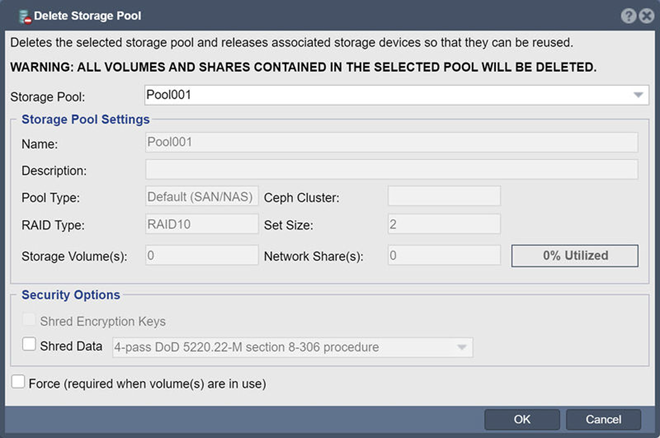 Delete Storage Pool
Deletes the selected storage pool and releases associated storage devices so that they can be reused.
WARNING: ALL VOLUMES AND SHARES CONTAINED IN THE SELECTED POOL WILL BE DELETED.
Storage Pool: Pool001
Storage Pool Settings
Name: Pool001
Description:
Pool Type: Default (SAN/NAS) Ceph Cluster:
RAID Type: RAID10 Set Size: 2
Storage Volume(s): 0 Network Share(s): 0 0% Utilized
Security Options
Shred Encryption Keys
Shred Data 4-pass DoD 5220.22-M section 8-306 procedure
Force (required when volume(s) are in use)
OK Cancel